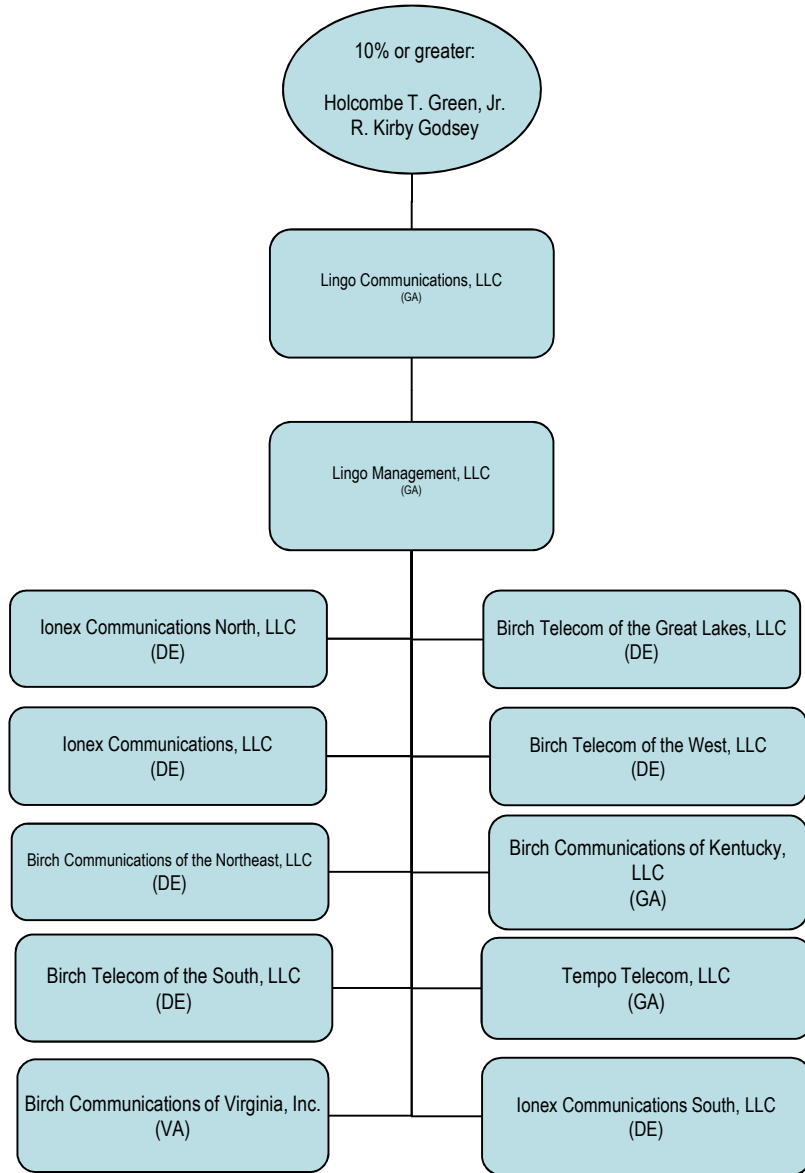 10% or greater:
Holcombe T. Green, Jr.
R. Kirby Godsey
Lingo Communications, LLC
(GA)
Lingo Management, LLC
(GA)
Ionex Communications North, LLC
(DE)
Birch Telecom of the Great Lakes, LLC
(DE)
Ionex Communications, LLC
(DE)
Birch Telecom of the West, LLC
(DE)
Birch Communications of the Northeast, LLC
(DE)
Birch Communications of Kentucky,
LLC
(GA)
Birch Telecom of the South, LLC
(DE)
Tempo Telecom, LLC
(GA)
Birch Communications of Virginia, Inc.
(VA)
Ionex Communications South, LLC
(DE)